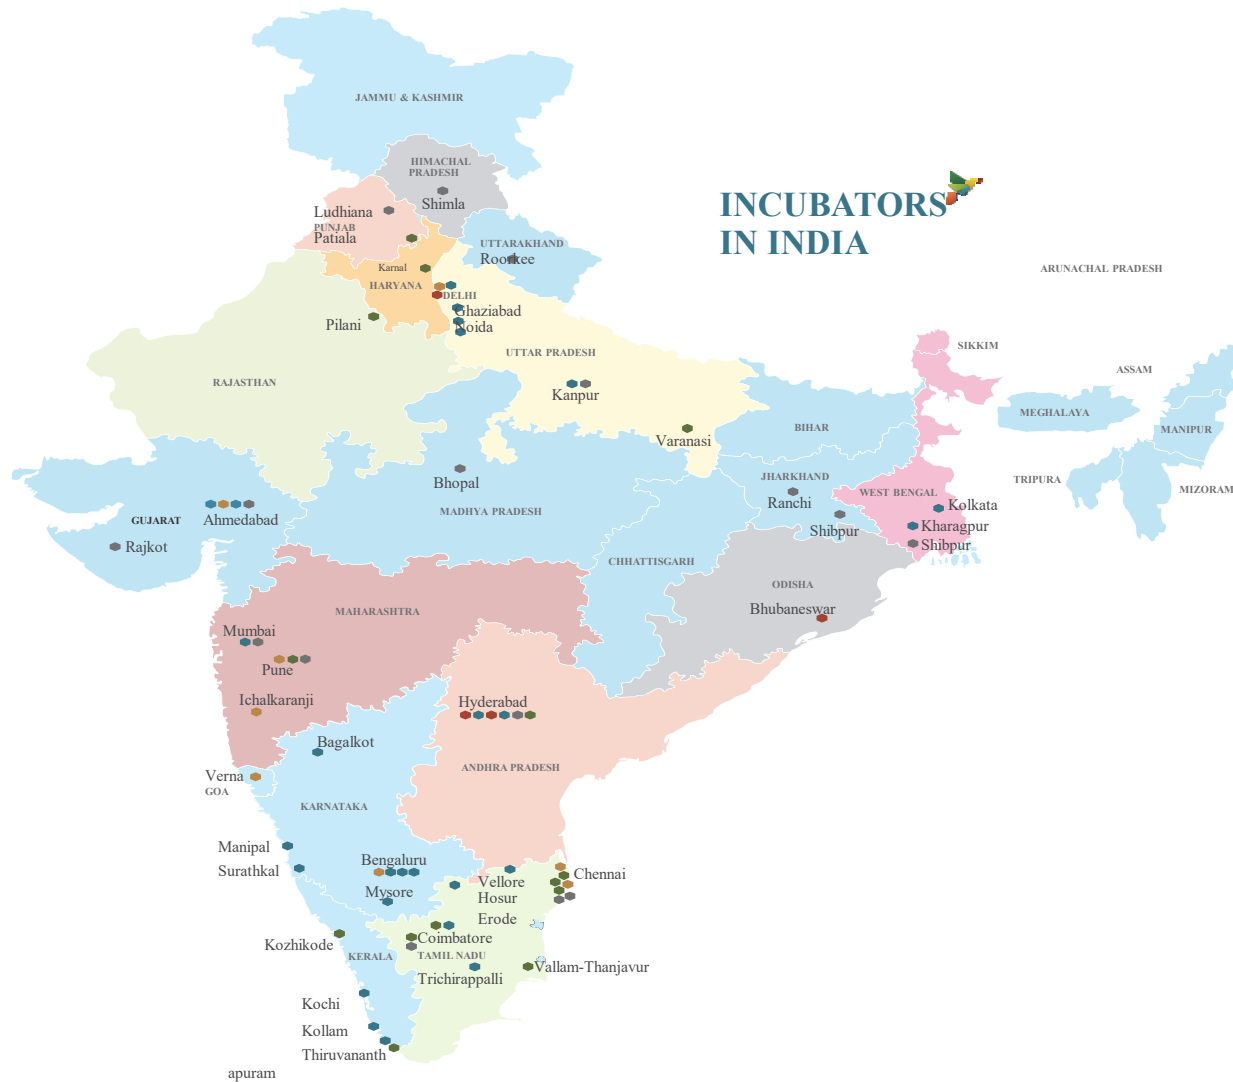 JAMMU & KASHMIR
HIMACHAL
PRADESH
Shimla
Ludhiana
PUNJAB
Patiala
INCUBATORS
IN INDIA
UTTARAKHAND
Roorkee
Karnal
HARYANA
DELHI
ARUNACHAL PRADESH
Ghaziabad
Noida
Pilani
UTTAR PRADESH
SIKKIM
ASSAM
RAJASTHAN
Kanpur
MEGHALAYA
BIHAR
MANIPUR
Varanasi
Bhopal
JHARKHAND
Ranchi
TRIPURA
MIZORAM
WEST BENGAL
Kolkata
MADHYA PRADESH
GUJARAT
Ahmedabad
Shibpur
Kharagpur
Shibpur
Rajkot
CHHATTISGARH
ODISHA
Bhubaneswar
MAHARASHTRA
Mumbai
Pune
Ichalkaranji
Hyderabad
Bagalkot
ANDHRA PRADESH
Verna
GOA
KARNATAKA
Manipal
Surathkal
Bengaluru
Mysore
Vellore
Hosur
Erode
Chennai
Kozhikode
Coimbatore
KERALA
TAMIL NADU
Trichirappalli
Vallam-Thanjavur
Kochi
Kollam
Thiruvananth
apuram